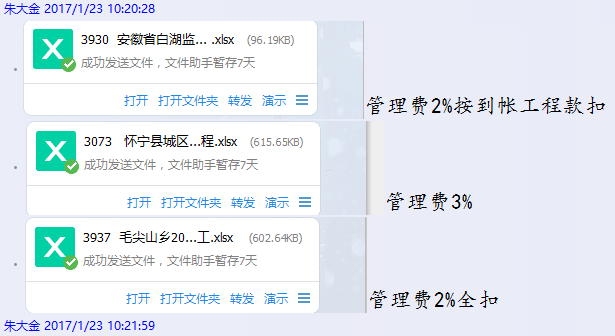 朱大金 2017/1/23 10:20:28
3930 安徽省白湖监... .xlsx (96.19KB)
成功发送文件，文件助手暂存7天
打开 打开文件夹 转发 演示
管理费2%按到帐工程款扣
3073 怀宁县城区...程.xlsx (615.65KB)
成功发送文件，文件助手暂存7天
打开 打开文件夹 转发 演示
管理费3%
3937 毛尖山乡20...工.xlsx (602.64KB)
成功发送文件，文件助手暂存7天
打开 打开文件夹 转发 演示
管理费2%全扣
朱大金 2017/1/23 10:21:59